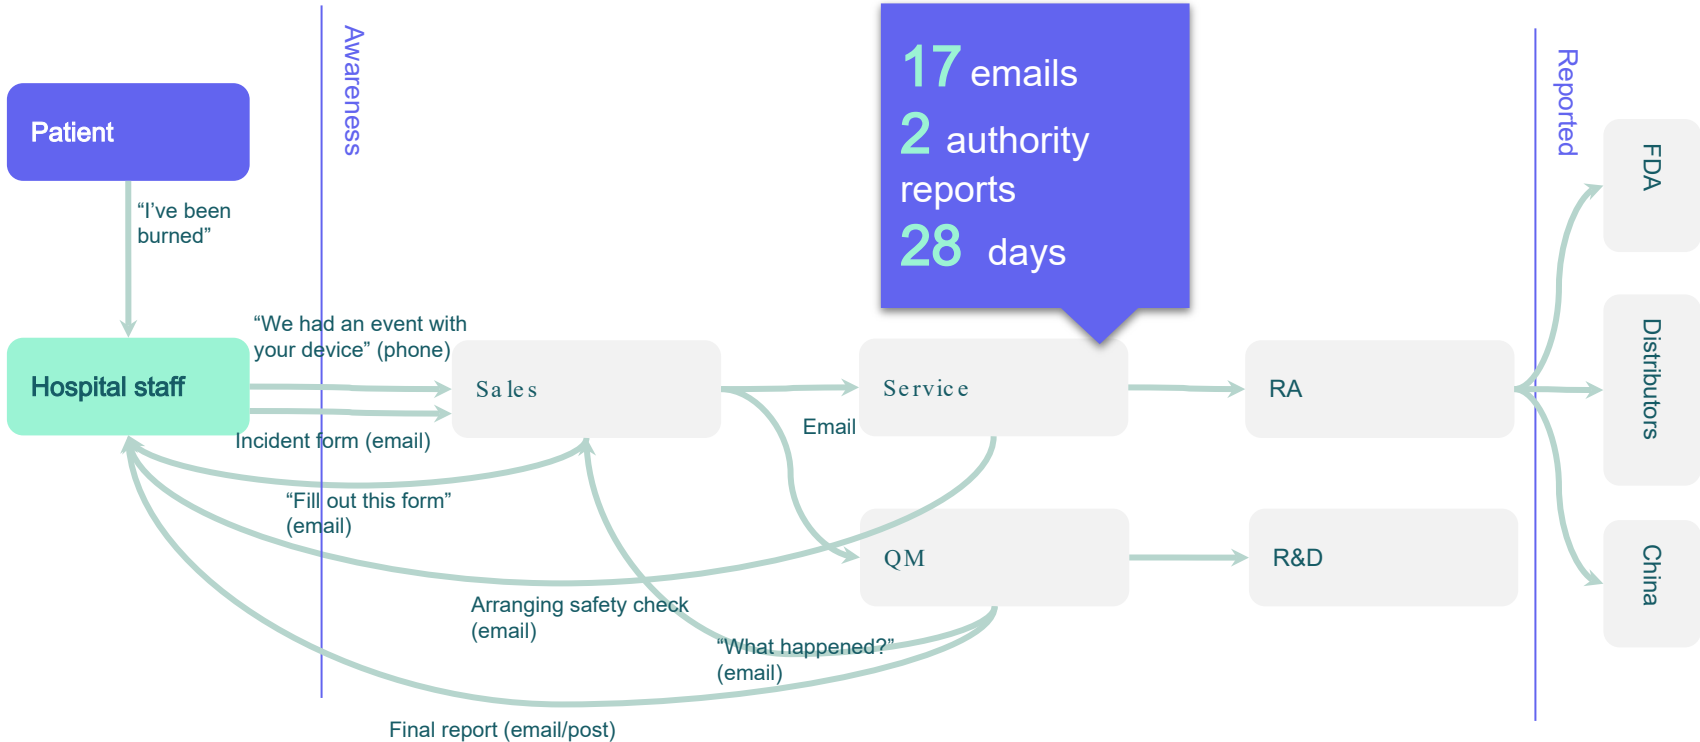 Awareness
17 emails
2 authority
reports
28 days
Reported
Patient
FDA
“I’ve been
burned”
“We had an event with
your device” (phone)
Distributors
Hospital staff
Sales
Service
RA
Email
Incident form (email)
“Fill out this form”
(email)
QM
R&D
China
Arranging safety check
(email)
“What happened?”
(email)
Final report (email/post)